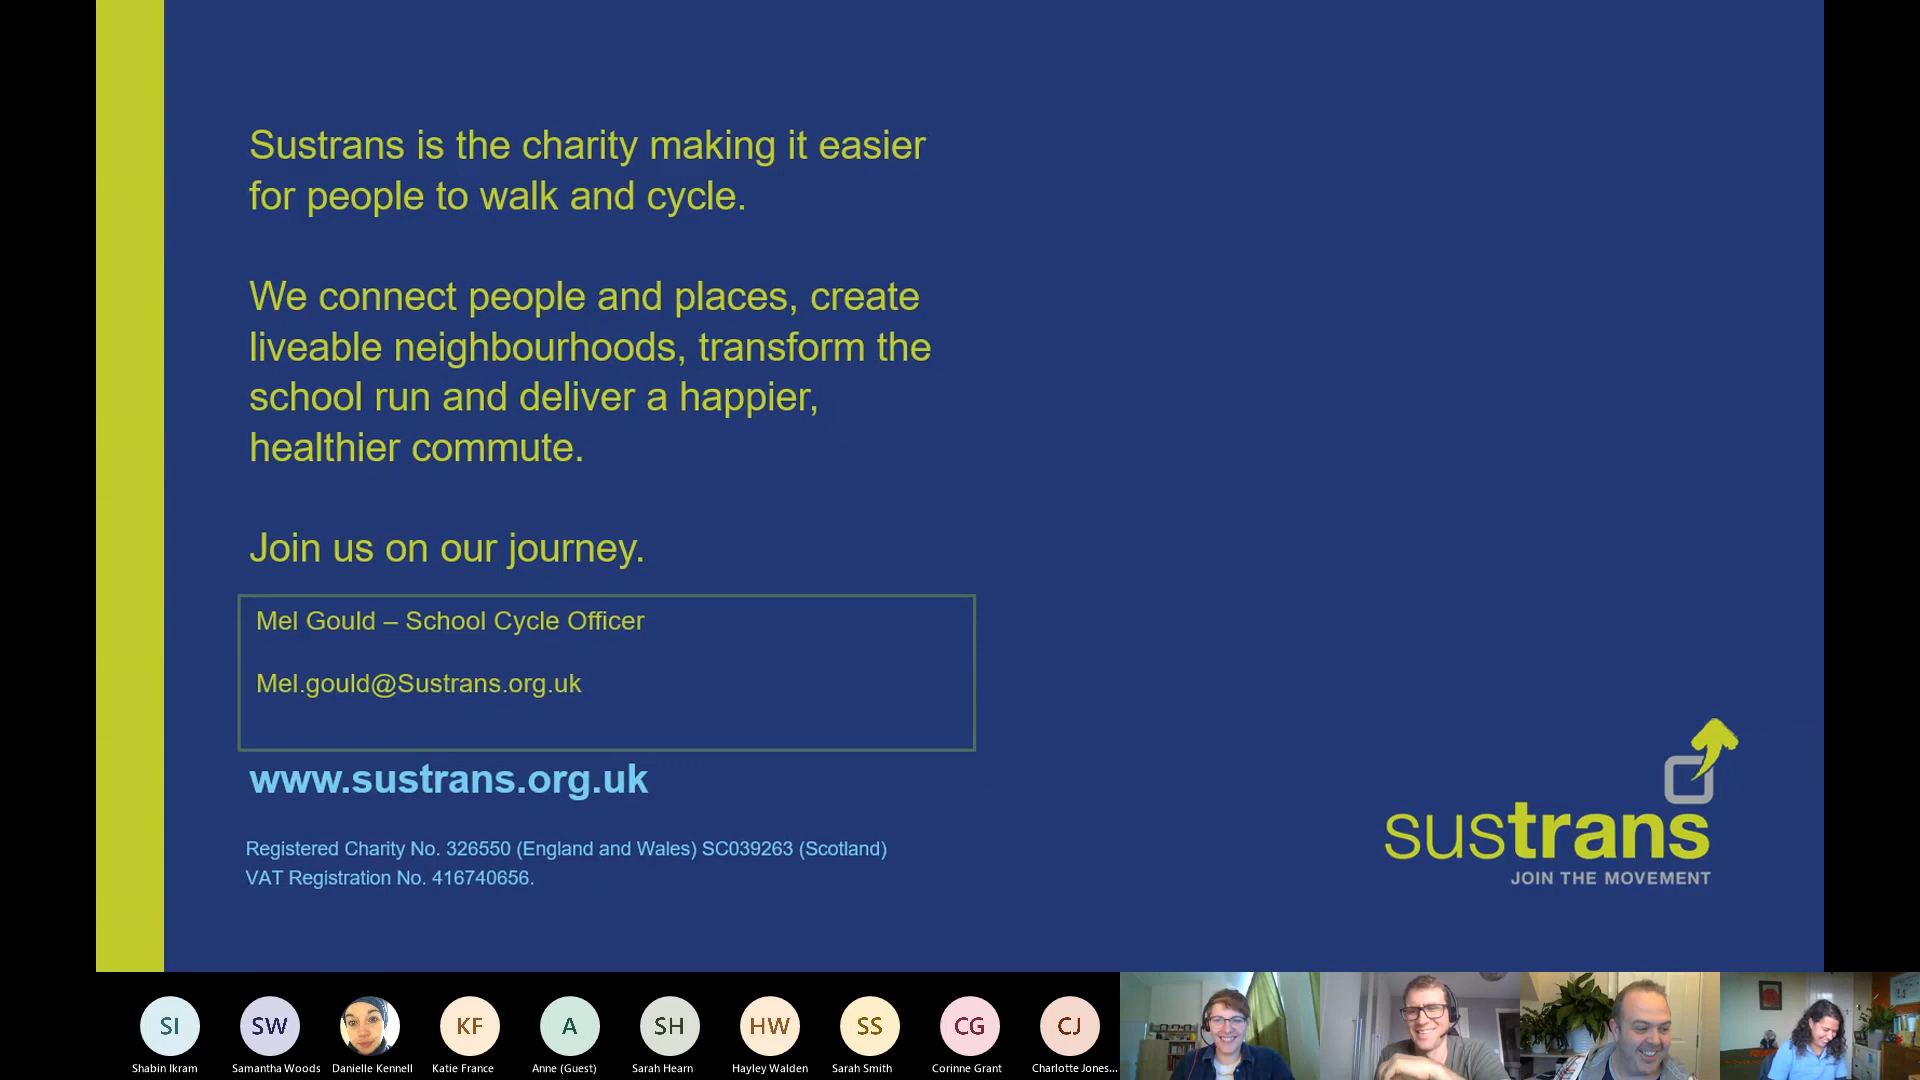 Sustrans is the charity making it easier
for people to walk and cycle.
We connect people and places, create
liveable neighbourhoods, transform the
school run and deliver a happier,
healthier commute.
Join us on our journey.
Mel Gould – School Cycle Officer
Mel.gould@Sustrans.org.uk
www.sustrans.org.uk
Registered Charity No. 326550 (England and Wales) SC039263 (Scotland)
VAT Registration No. 416740656.
sustrans
JOIN THE MOVEMENT
SI SW KF A SH HW SS CG CJ
Shabin Ikram Samantha Woods Danielle Kennell Katie France Anne (Guest) Sarah Hearn Hayley Walden Sarah Smith Corinne Grant Charlotte Jones...